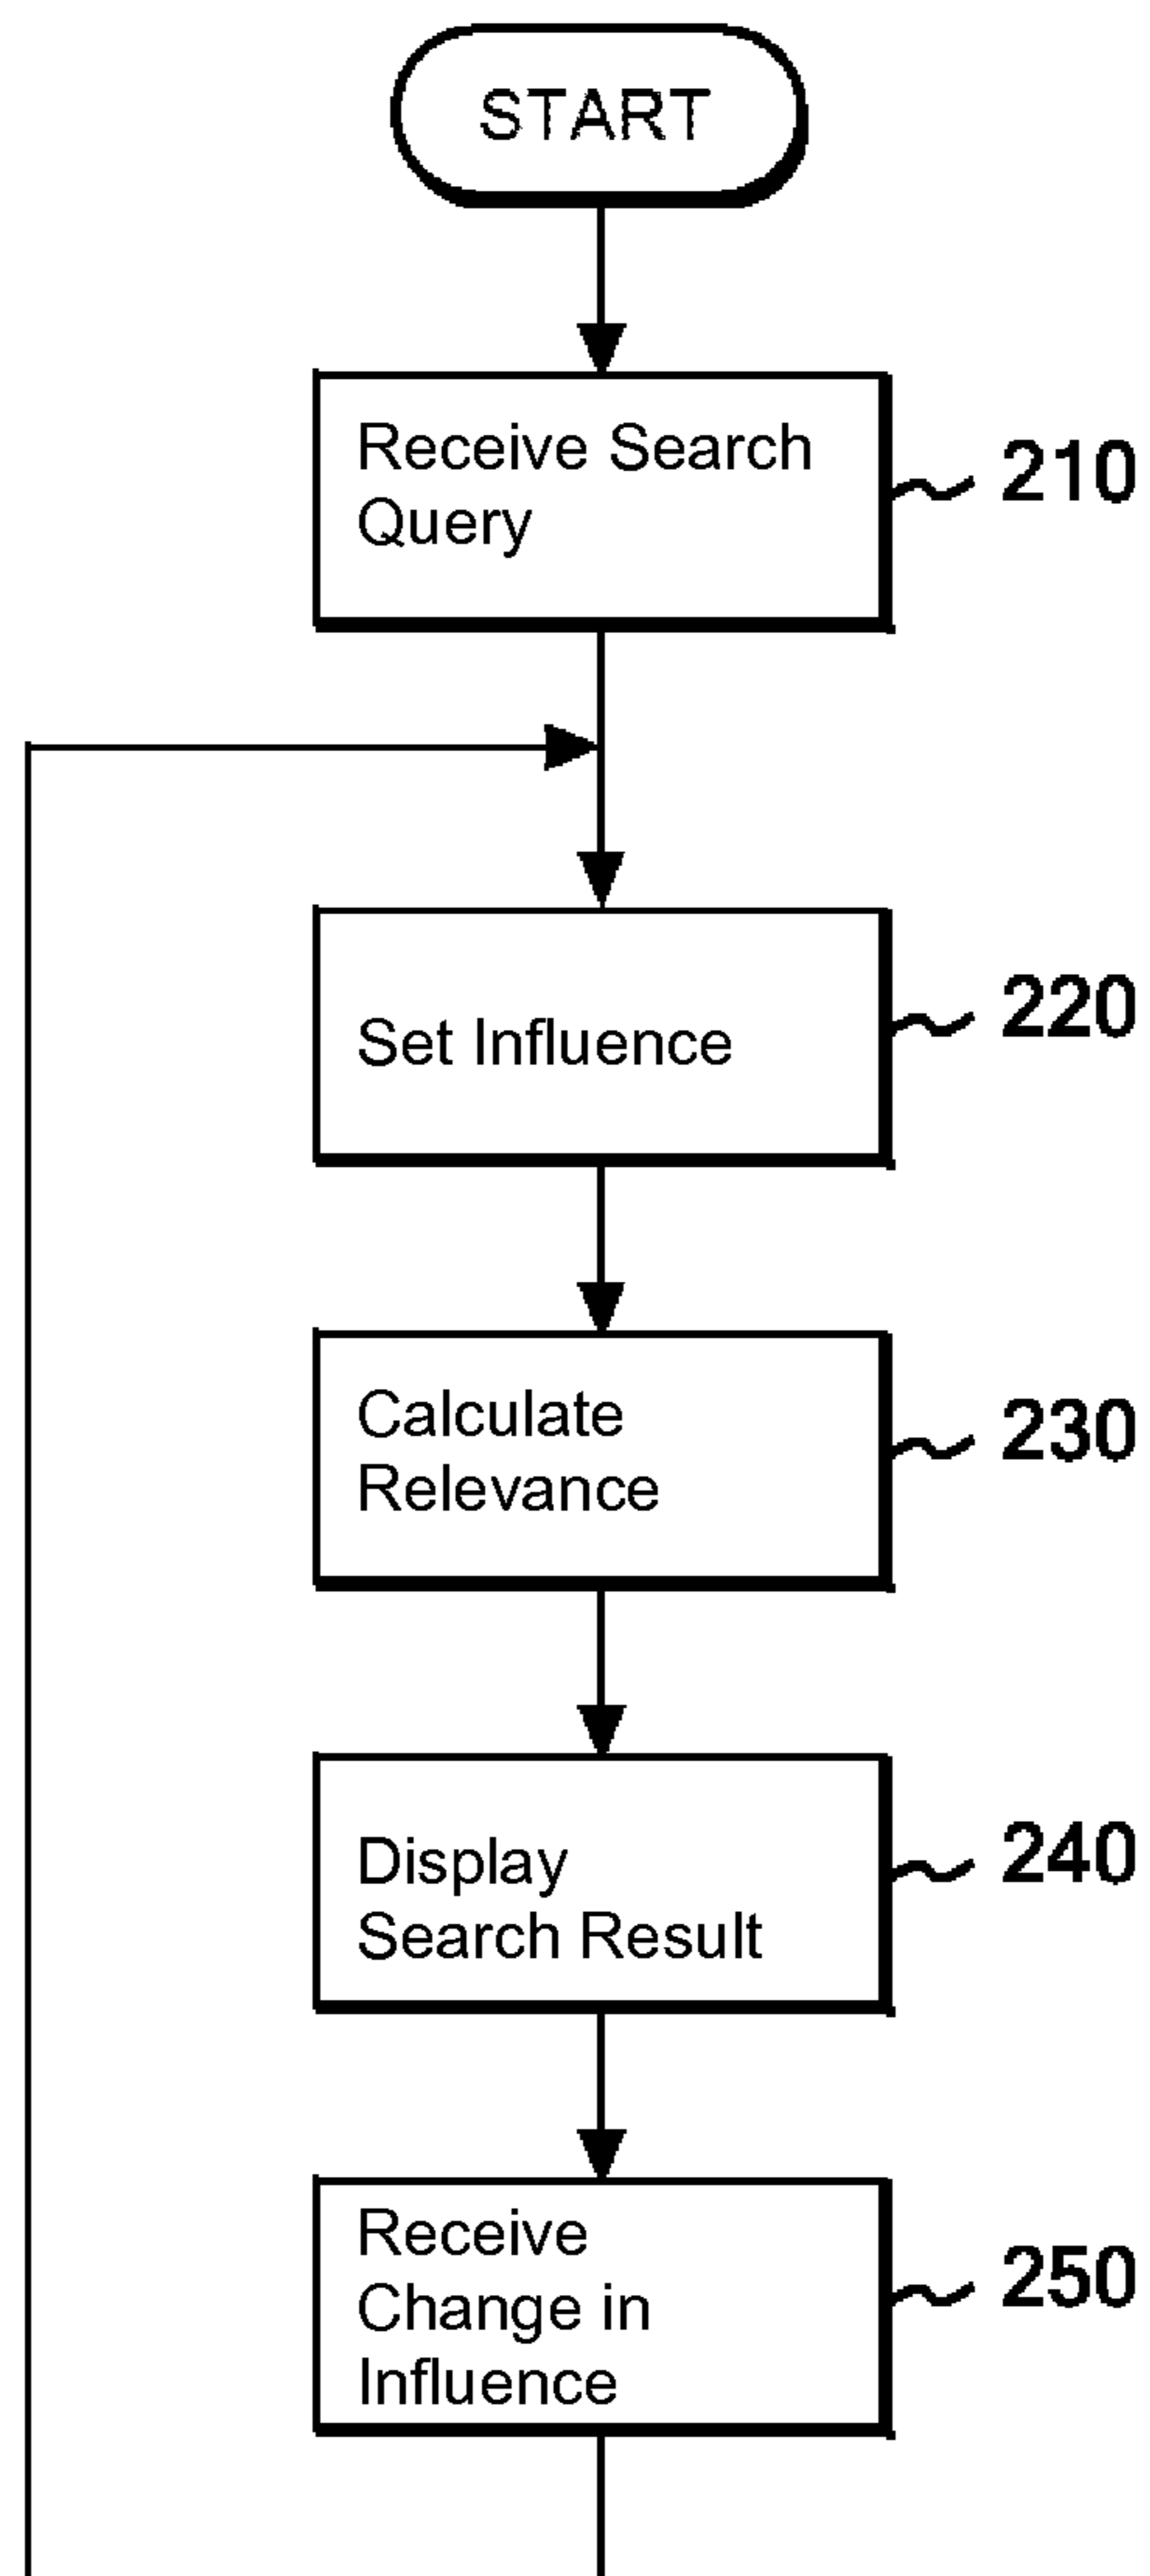 START
Receive Search
Query
210
Set Influence
220
Calculate
Relevance
230
Display
Search Result
240
Receive
Change in
Influence
250